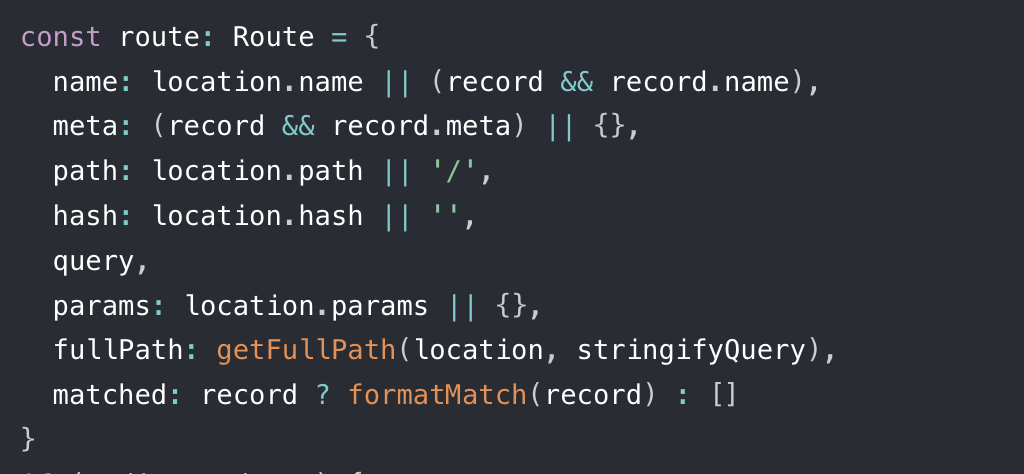 const route: Route = {
  name: location.name || (record && record.name),
  meta: (record && record.meta) || {},
  path: location.path || '/',
  hash: location.hash || '',
  query,
  params: location.params || {},
  fullPath: getFullPath(location, stringifyQuery),
  matched: record ? formatMatch(record) : []
}